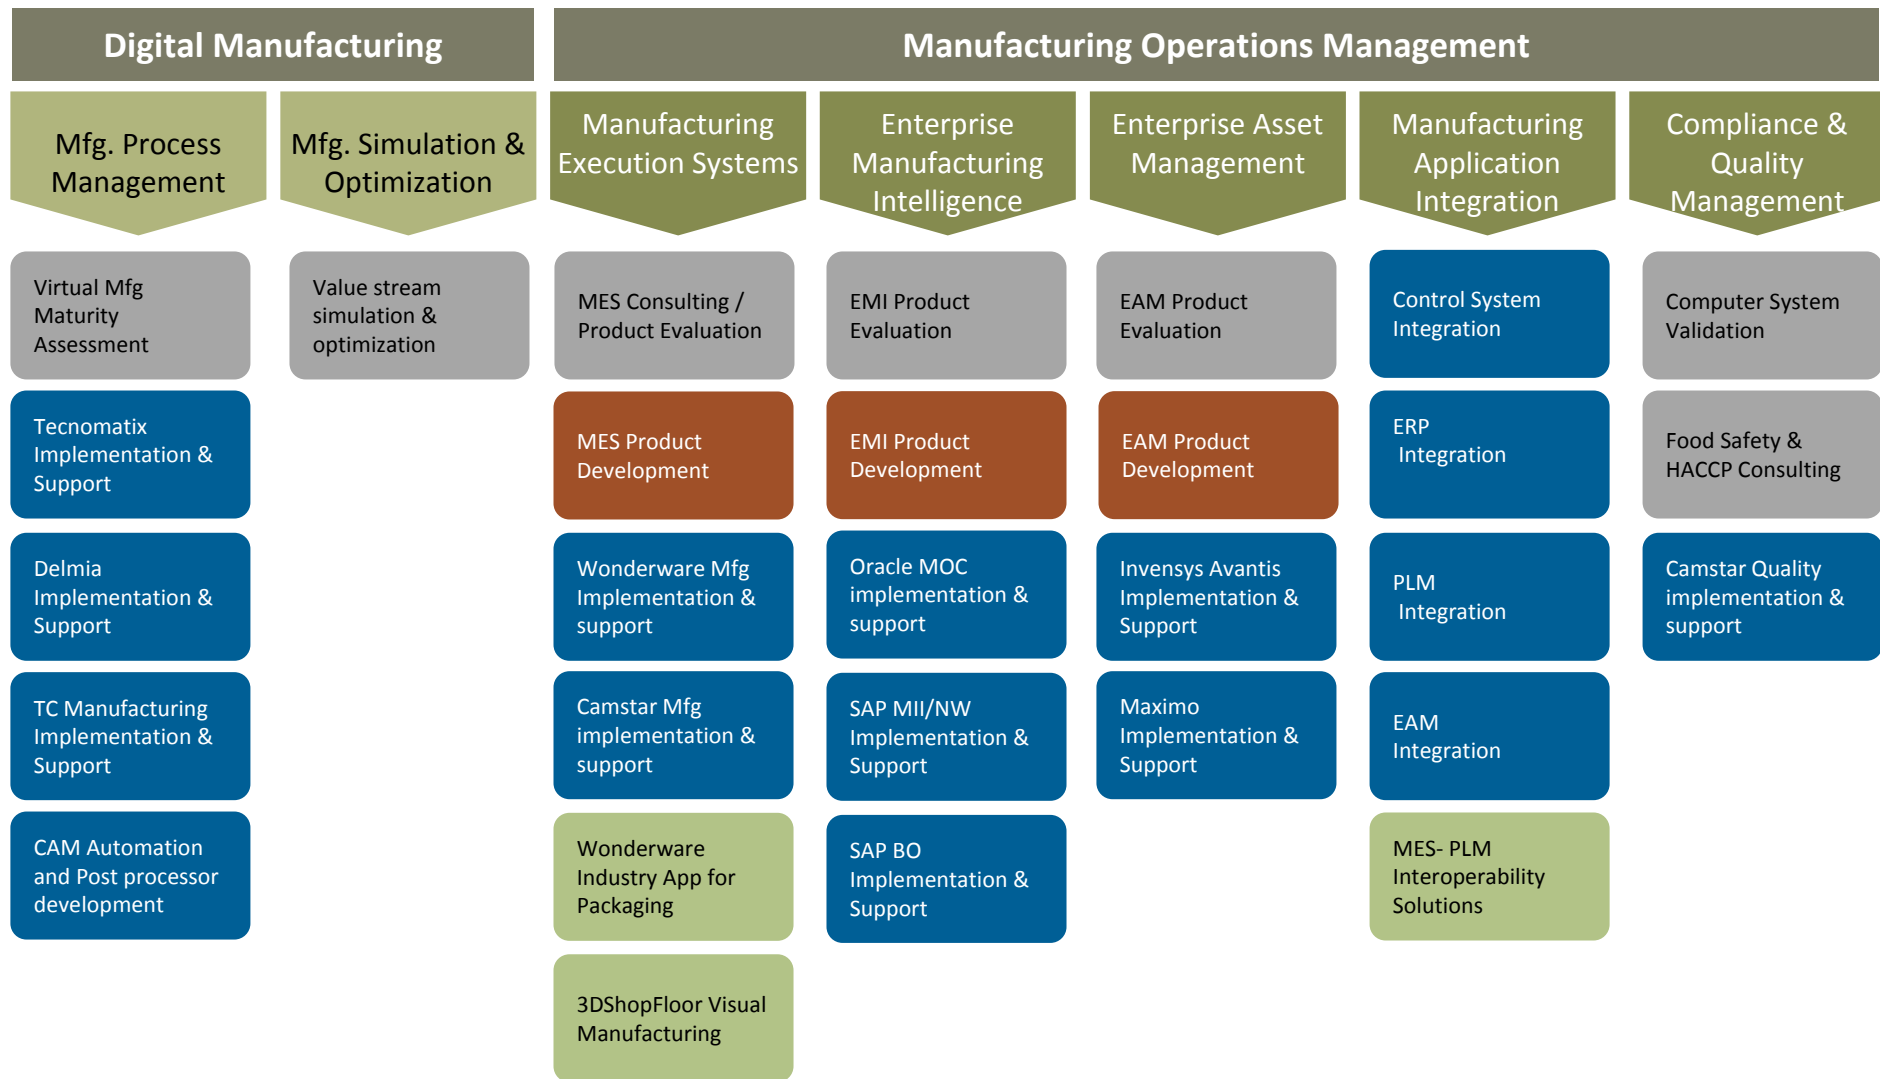 Digital Manufacturing
Manufacturing Operations Management
Mfg. Process
Management
Mfg. Simulation &
Optimization
Manufacturing
Execution Systems
Enterprise
Manufacturing
Intelligence
Enterprise Asset
Management
Manufacturing
Application
Integration
Compliance &
Quality
Management
Virtual Mfg
Maturity
Assessment
Tecnomatix
Implementation &
Support
Delmia
Implementation &
Support
TC Manufacturing
Implementation &
Support
CAM Automation
and Post processor
development
Value stream
simulation &
optimization
MES Consulting /
Product Evaluation
MES Product
Development
Wonderware Mfg
Implementation &
support
Camstar Mfg
implementation &
support
Wonderware
Industry App for
Packaging
3DShopFloor Visual
Manufacturing
EMI Product
Evaluation
EMI Product
Development
Oracle MOC
implementation &
support
SAP MII/NW
Implementation &
Support
SAP BO
Implementation &
Support
EAM Product
Evaluation
EAM Product
Development
Invensys Avantis
Implementation &
Support
Maximo
Implementation &
Support
Control System
Integration
ERP
Integration
PLM
Integration
EAM
Integration
MES- PLM
Interoperability
Solutions
Computer System
Validation
Food Safety &
HACCP Consulting
Camstar Quality
implementation &
support